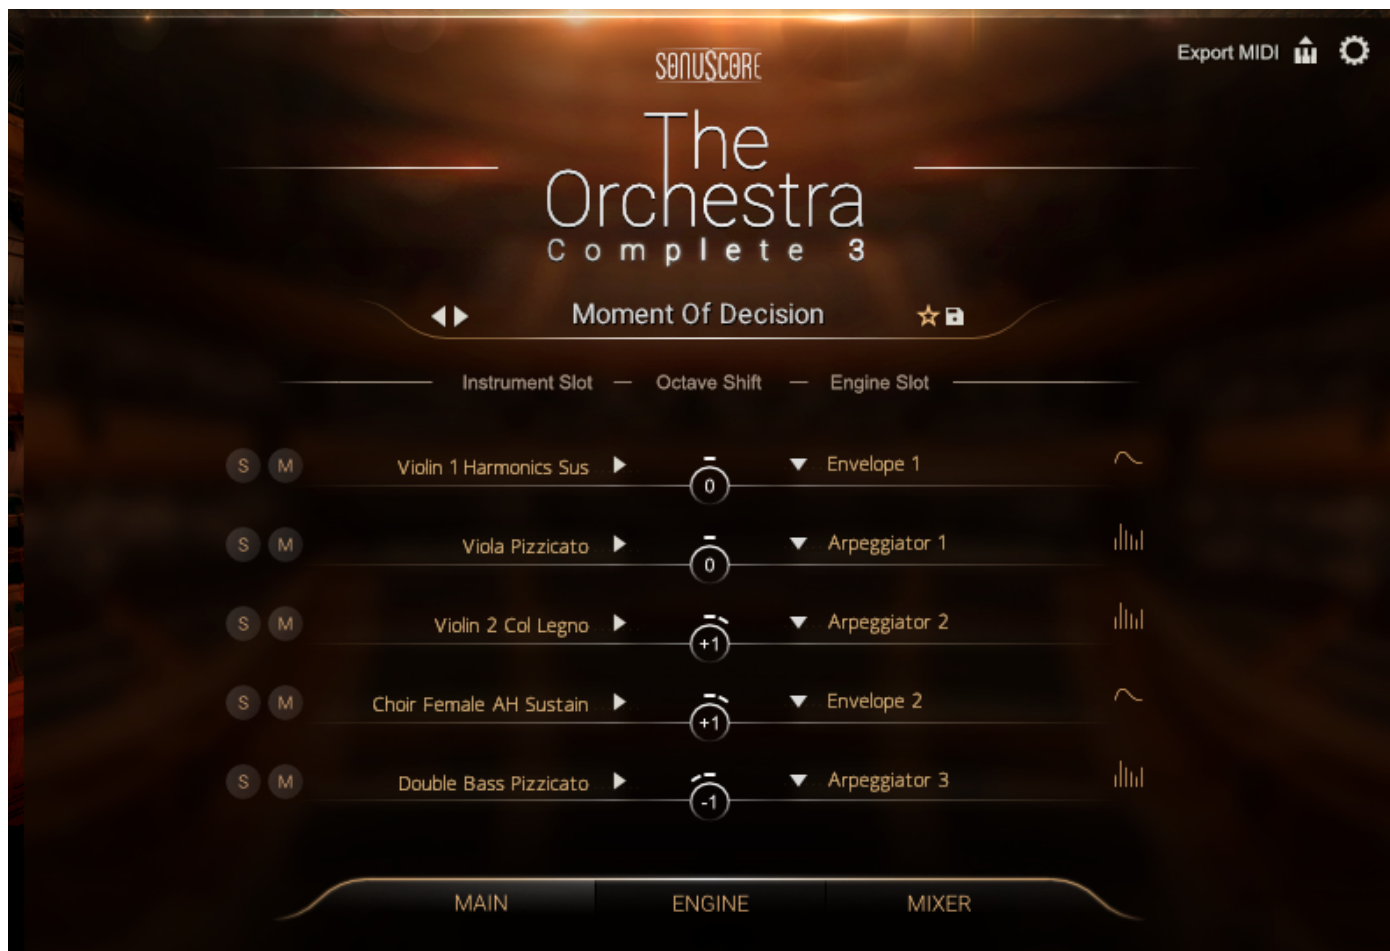 Export MIDI
SONUSCORE
The
Orchestra
Complete 3
Moment Of Decision
Instrument Slot — Octave Shift — Engine Slot
S M Violin 1 Harmonics Sus 0 Envelope 1
S M Viola Pizzicato 0 Arpeggiator 1
S M Violin 2 Col Legno +1 Arpeggiator 2
S M Choir Female AH Sustain +1 Envelope 2
S M Double Bass Pizzicato -1 Arpeggiator 3
MAIN ENGINE MIXER